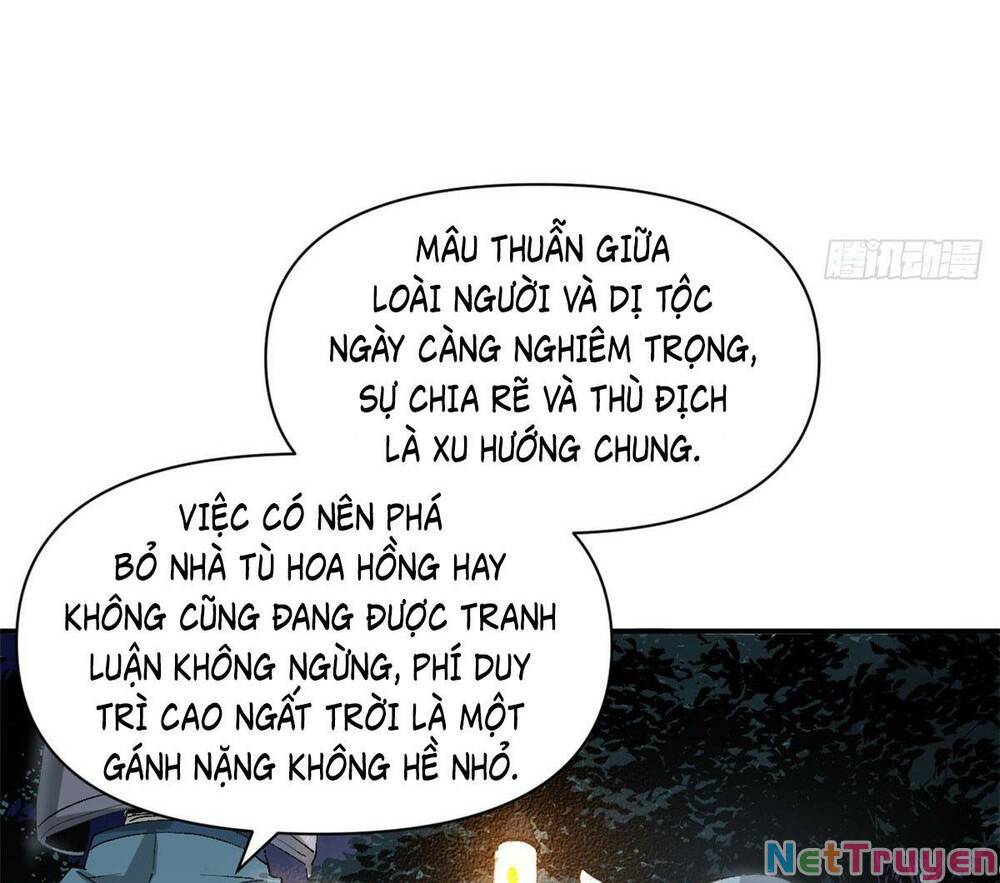 MÂU THUẪN GIỮA
LOÀI NGƯỜI VÀ DỊ TỘC
NGÀY CÀNG NGHIÊM TRỌNG,
SỰ CHIA RẼ VÀ THÙ ĐỊCH
LÀ XU HƯỚNG CHUNG.
腾讯动漫
VIỆC CÓ NÊN PHÁ
BỎ NHÀ TÙ HOA HỒNG HAY
KHÔNG CŨNG ĐANG ĐƯỢC TRANH
LUẬN KHÔNG NGỪNG, PHÍ DUY
TRÌ CAO NGẤT TRỜI LÀ MỘT
GÁNH NẶNG KHÔNG HỀ NHỎ.
NetTruyen